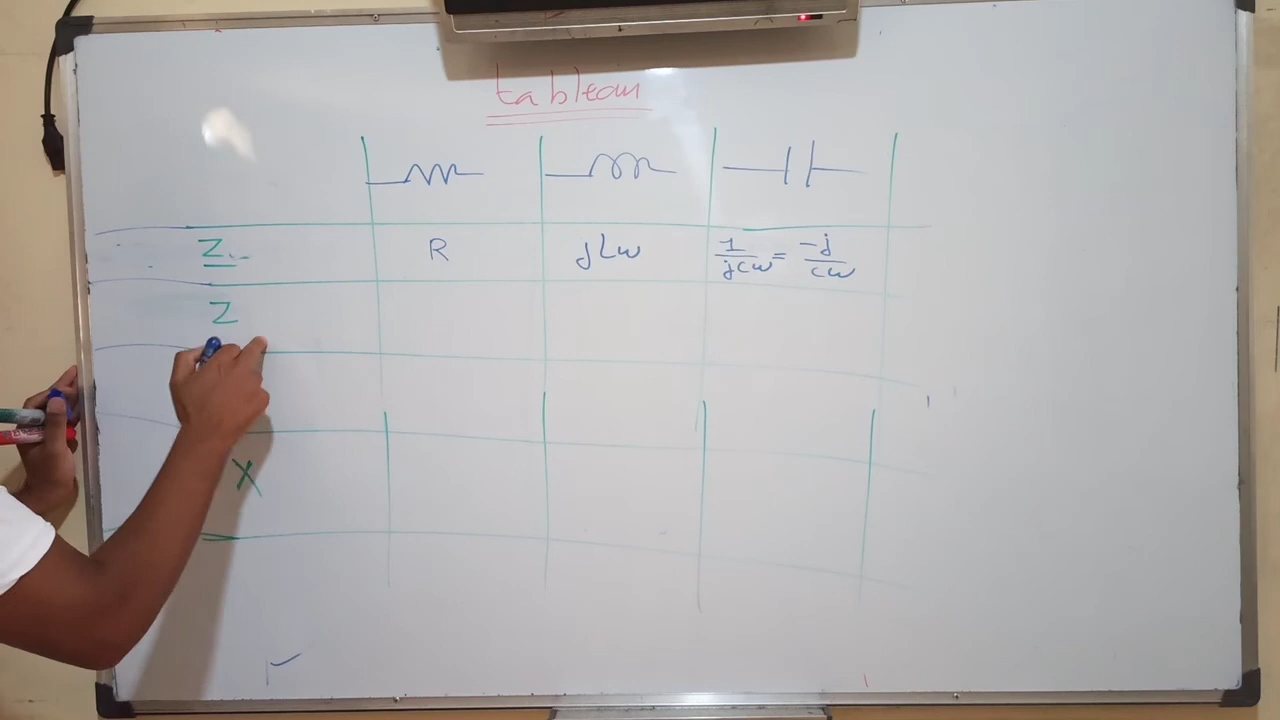 tableau
Z R jLω 1/jcω = -j/cω
Z
X